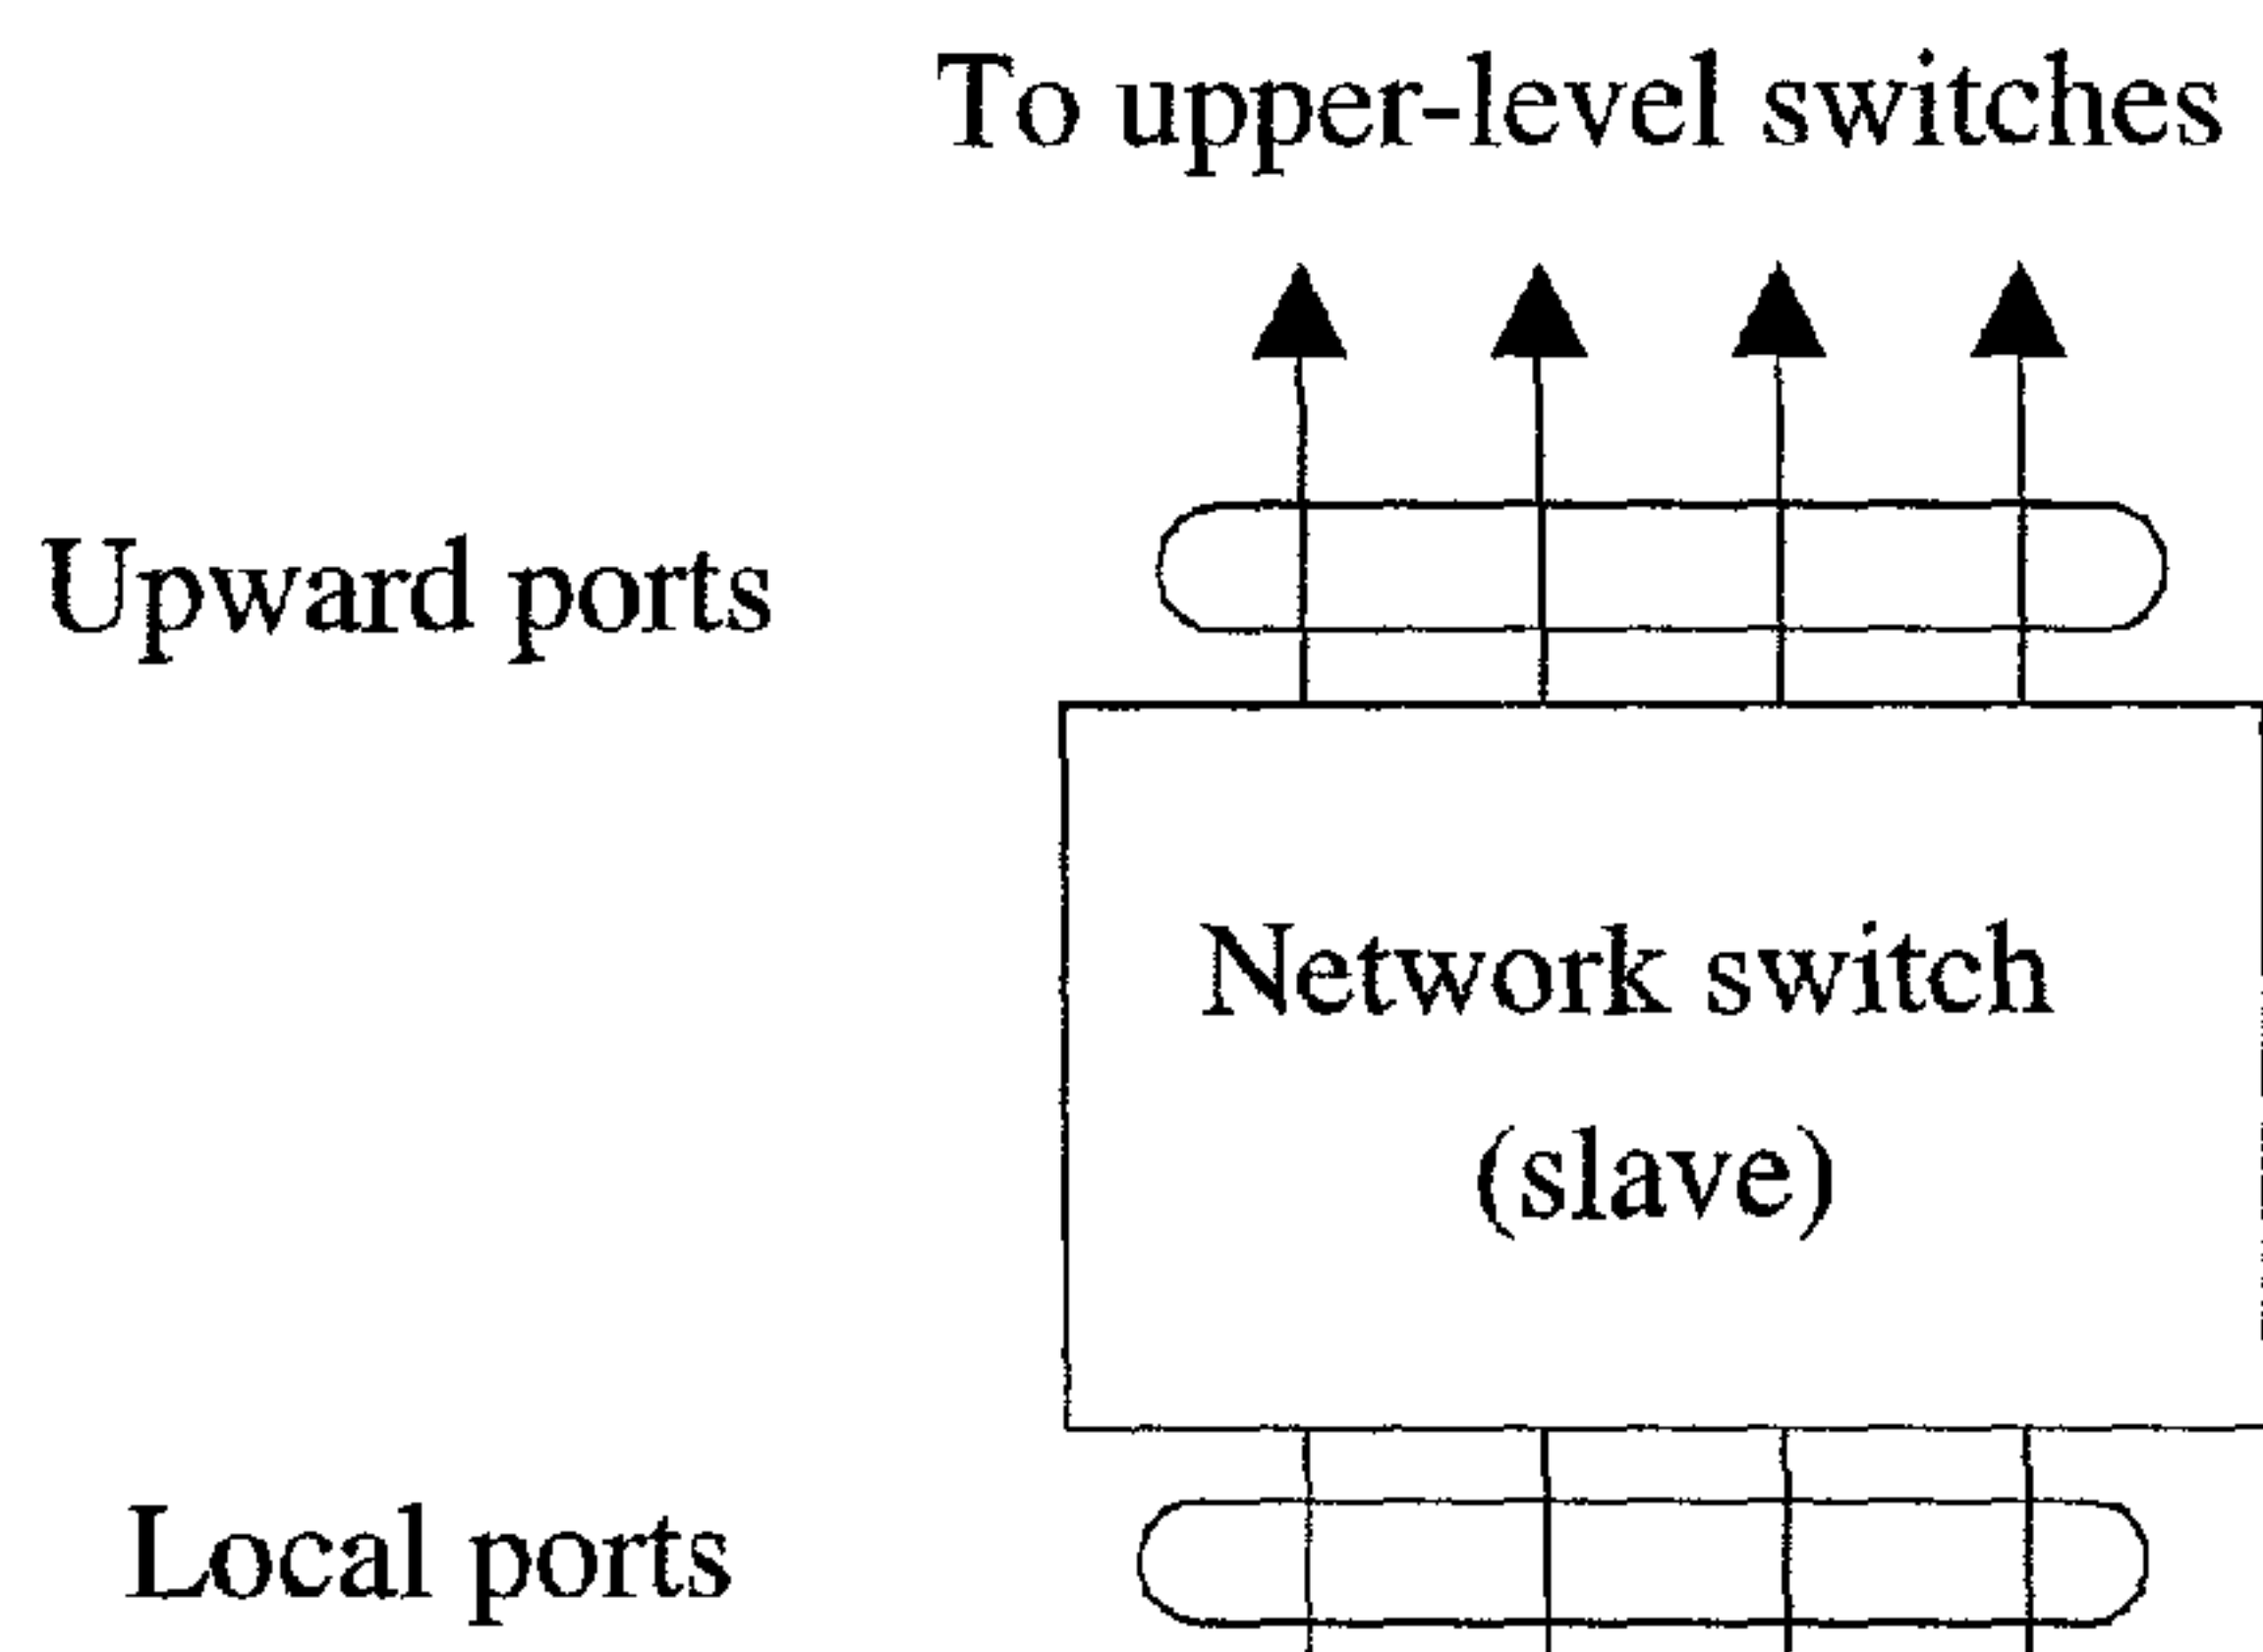 To upper-level switches
Upward ports
Network switch
(slave)
Local ports